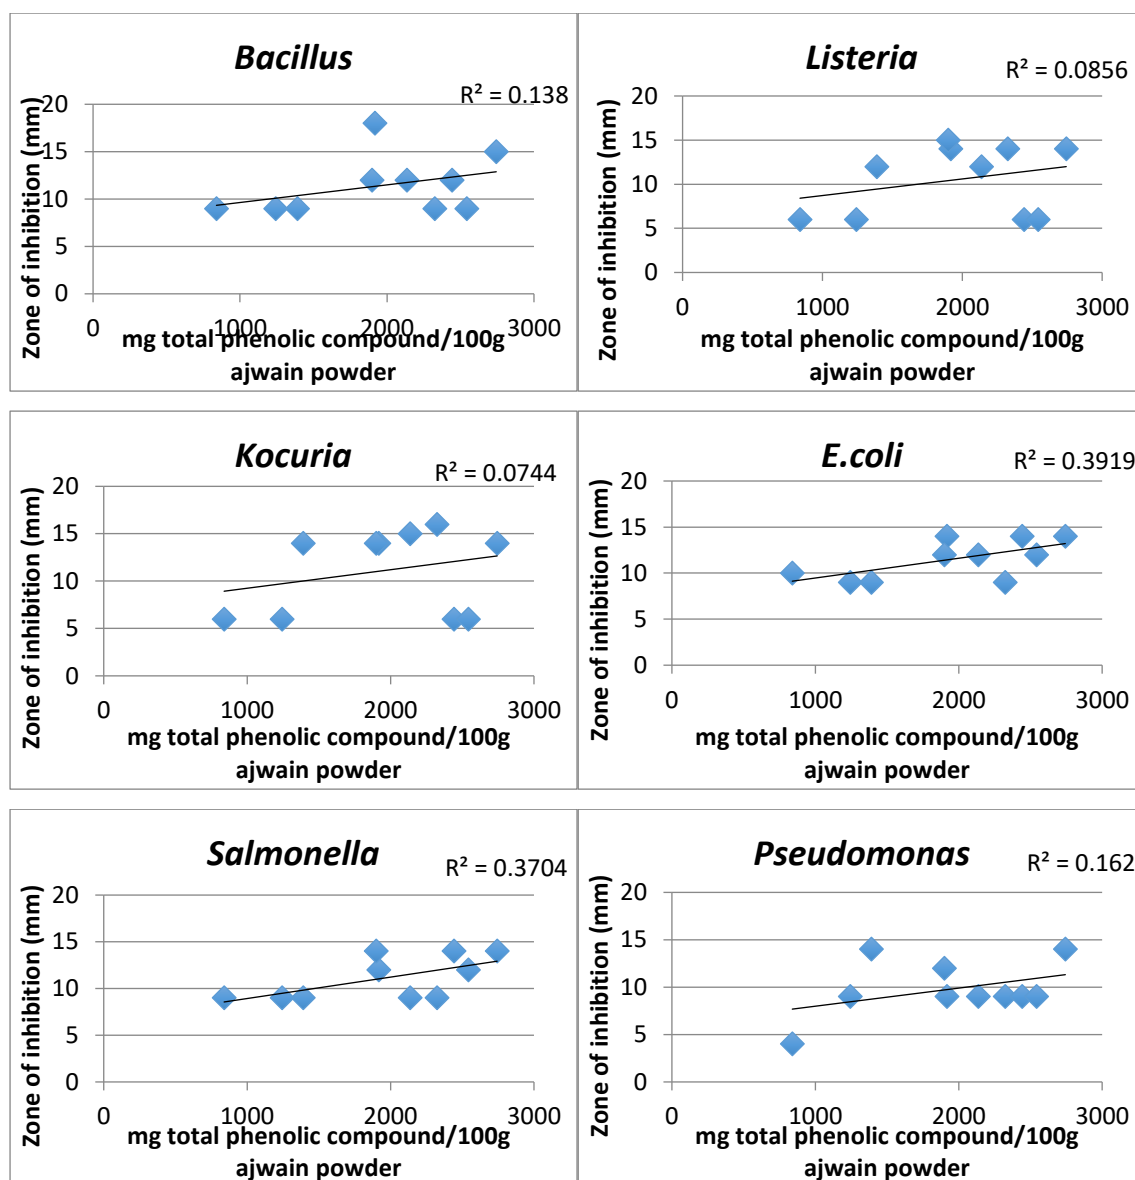 Bacillus
R² = 0.138
Zone of inhibition (mm)
20
15
10
5
0
0 1000 2000 3000
mg total phenolic compound/100g
ajwain powder
Listeria
R² = 0.0856
Zone of inhibition (mm)
20
15
10
5
0
0 1000 2000 3000
mg total phenolic compound/100g
ajwain powder
Kocuria
R² = 0.0744
Zone of inhibition (mm)
20
15
10
5
0
0 1000 2000 3000
mg total phenolic compound/100g
ajwain powder
E.coli
R² = 0.3919
Zone of inhibition (mm)
20
15
10
5
0
0 1000 2000 3000
mg total phenolic compound/100g
ajwain powder
Salmonella
R² = 0.3704
Zone of inhibition (mm)
20
15
10
5
0
0 1000 2000 3000
mg total phenolic compound/100g
ajwain powder
Pseudomonas
R² = 0.162
Zone of inhibition (mm)
20
15
10
5
0
0 1000 2000 3000
mg total phenolic compound/100g
ajwain powder